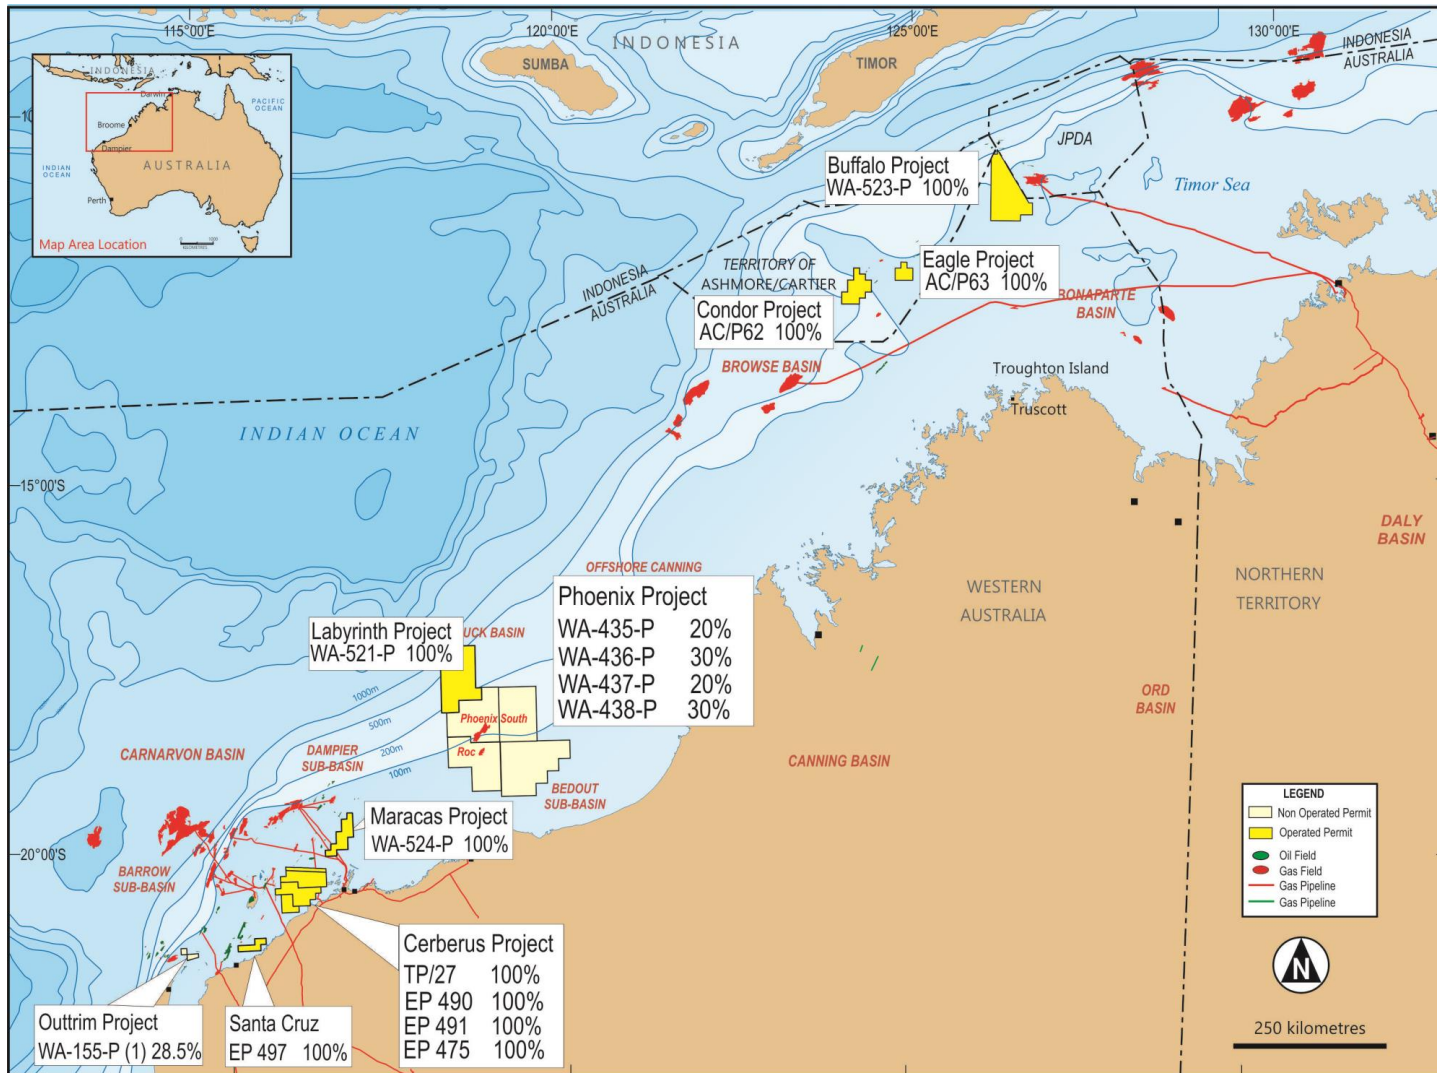 115°00'E
120°00'E
125°00'E
130°00'E
INDONESIA
SUMBA
TIMOR
INDONESIA
AUSTRALIA
INDONESIA
Darwin
PACIFIC
OCEAN
Broome
Dampier
INDIAN
OCEAN
AUSTRALIA
Perth
Map Area Location
0 1000
KILOMETRES
10
JPDA
Timor Sea
Buffalo Project
WA-523-P 100%
Eagle Project
AC/P63 100%
TERRITORY OF
ASHMORE/CARTIER
INDONESIA
AUSTRALIA
Condor Project
AC/P62 100%
BONAPARTE
BASIN
BROWSE BASIN
Troughton Island
Truscott
INDIAN OCEAN
15°00'S
DALY
BASIN
OFFSHORE CANNING
Phoenix Project
WA-435-P 20%
WA-436-P 30%
WA-437-P 20%
WA-438-P 30%
WESTERN
AUSTRALIA
NORTHERN
TERRITORY
Labyrinth Project
WA-521-P 100%
UCK BASIN
ORD
BASIN
1000m
500m
200m
100m
Phoenix South
Roc
CARNARVON BASIN
DAMPIER
SUB-BASIN
BEDOUT
SUB-BASIN
CANNING BASIN
Maracas Project
WA-524-P 100%
20°00'S
BARROW
SUB-BASIN
LEGEND
Non Operated Permit
Operated Permit
Oil Field
Gas Field
Gas Pipeline
Gas Pipeline
Cerberus Project
TP/27 100%
EP 490 100%
EP 491 100%
EP 475 100%
N
250 kilometres
Outtrim Project
WA-155-P (1) 28.5%
Santa Cruz
EP 497 100%